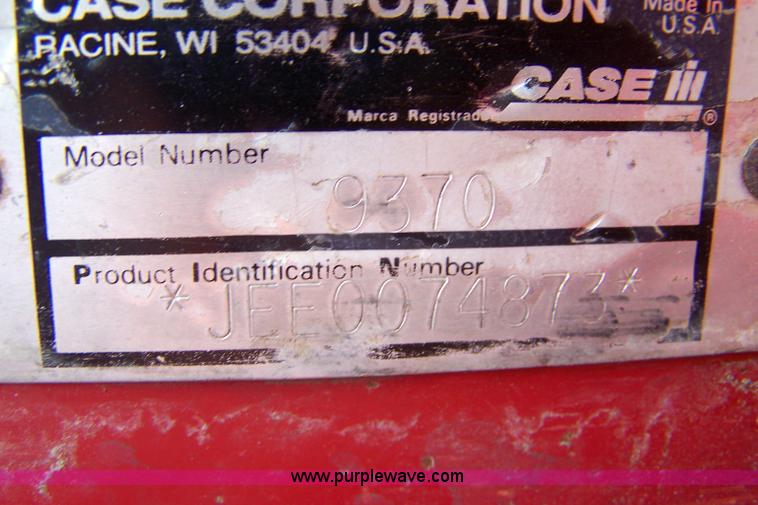 CASE CORPORATION
Made In
U.S.A.
RACINE, WI 53404 U.S.A.
CASE IH
Marca Registrada ®
Model Number
9370
Product Identification Number
*JEE0074873*
www.purplewave.com